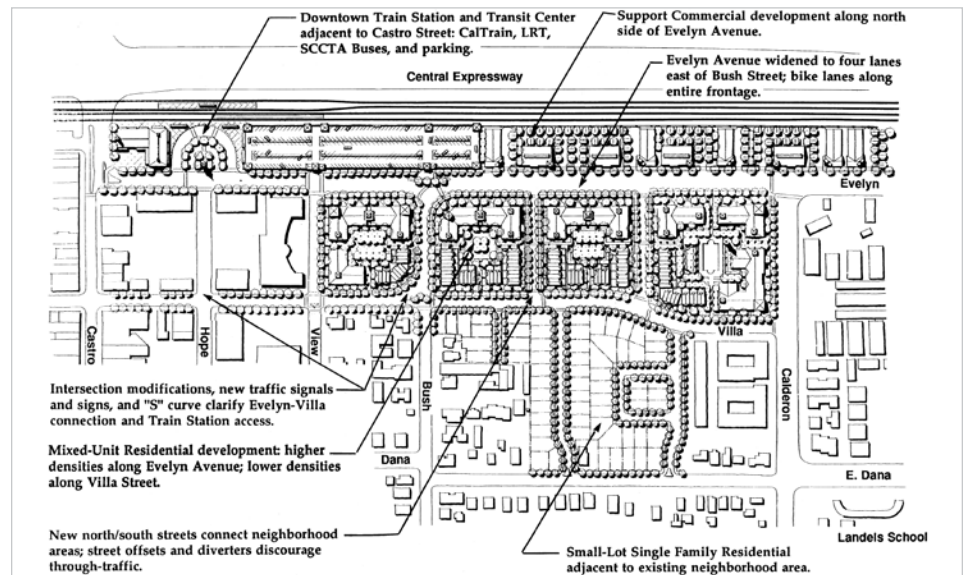 Downtown Train Station and Transit Center
adjacent to Castro Street: CalTrain, LRT,
SCCTA Buses, and parking.
Support Commercial development along north
side of Evelyn Avenue.
Central Expressway
Evelyn Avenue widened to four lanes
east of Bush Street; bike lanes along
entire frontage.
Evelyn
Castro
Hope
View
Villa
Bush
Calderon
Intersection modifications, new traffic signals
and signs, and "S" curve clarify Evelyn-Villa
connection and Train Station access.
Mixed-Unit Residential development: higher
densities along Evelyn Avenue; lower densities
along Villa Street.
Dana
E. Dana
New north/south streets connect neighborhood
areas; street offsets and diverters discourage
through-traffic.
Small-Lot Single Family Residential
adjacent to existing neighborhood area.
Landels School